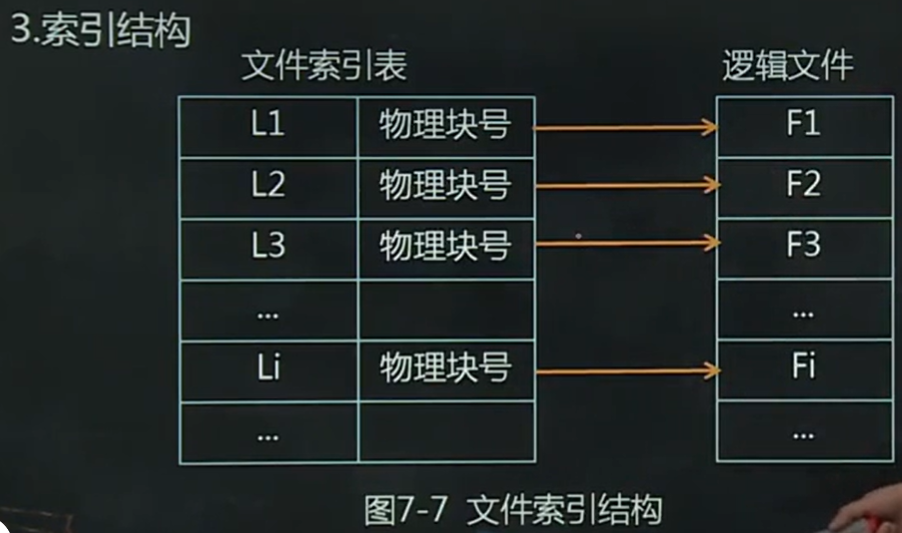 3.索引结构
文件索引表 逻辑文件
L1 物理块号 F1
L2 物理块号 F2
L3 物理块号 F3
... ...
Li 物理块号 Fi
... ...
图7-7 文件索引结构